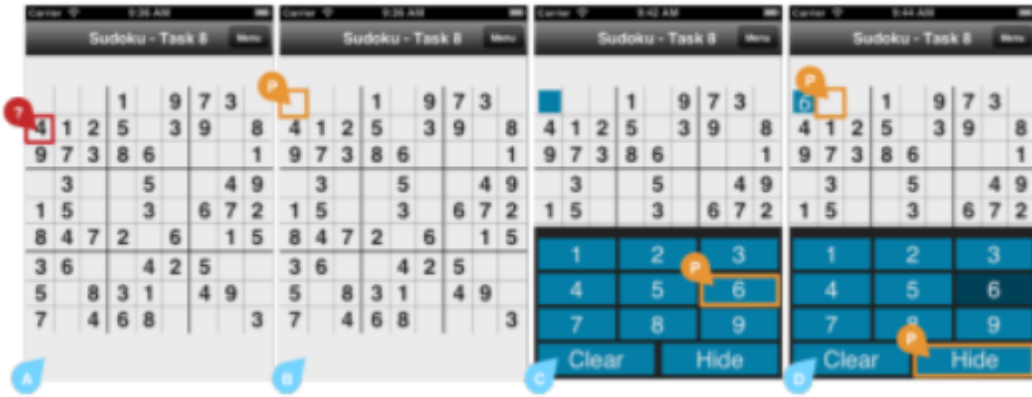 Carrier 9:36 AM
Sudoku - Task 8 Menu
1 9 7 3
?
4 1 2 5 3 9 8
9 7 3 8 6 1
3 5 4 9
1 5 3 6 7 2
8 4 7 2 6 1 5
3 6 4 2 5
5 8 3 1 4 9
7 4 6 8 3
A
Carrier 9:36 AM
Sudoku - Task 8 Menu
P
1 9 7 3
4 1 2 5 3 9 8
9 7 3 8 6 1
3 5 4 9
1 5 3 6 7 2
8 4 7 2 6 1 5
3 6 4 2 5
5 8 3 1 4 9
7 4 6 8 3
B
Carrier 9:42 AM
Sudoku - Task 8 Menu
1 9 7 3
4 1 2 5 3 9 8
9 7 3 8 6 1
3 5 4 9
1 5 3 6 7 2
1 2 3
P
4 5 6
7 8 9
Clear Hide
C
Carrier 9:44 AM
Sudoku - Task 8 Menu
P
6 1 9 7 3
4 1 2 5 3 9 8
9 7 3 8 6 1
3 5 4 9
1 5 3 6 7 2
1 2 3
4 5 6
7 8 9
P
Clear Hide
D